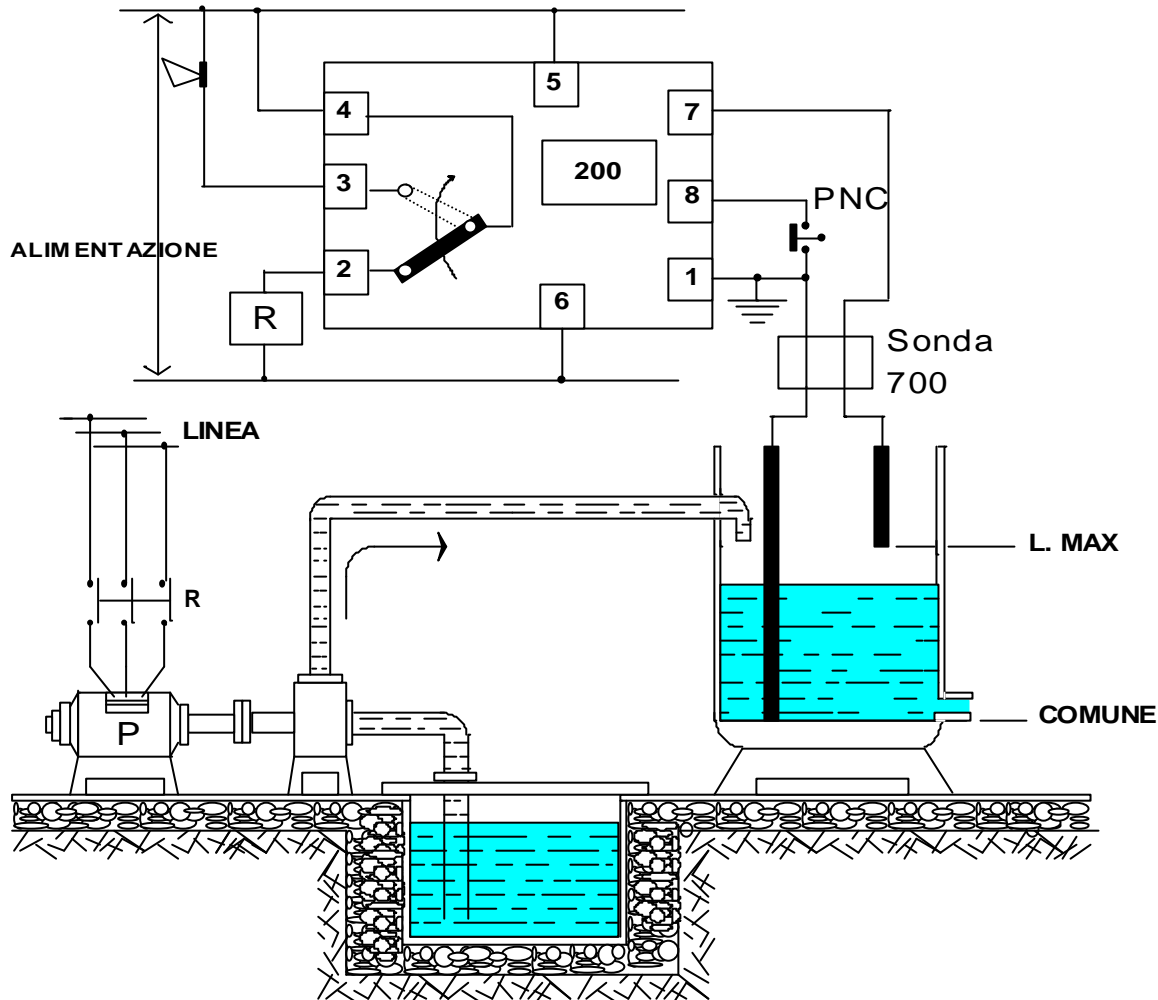 5
4
7
200
3
8
PNC
ALIMENTAZIONE
2
1
6
R
Sonda
700
LINEA
L. MAX
R
P
COMUNE